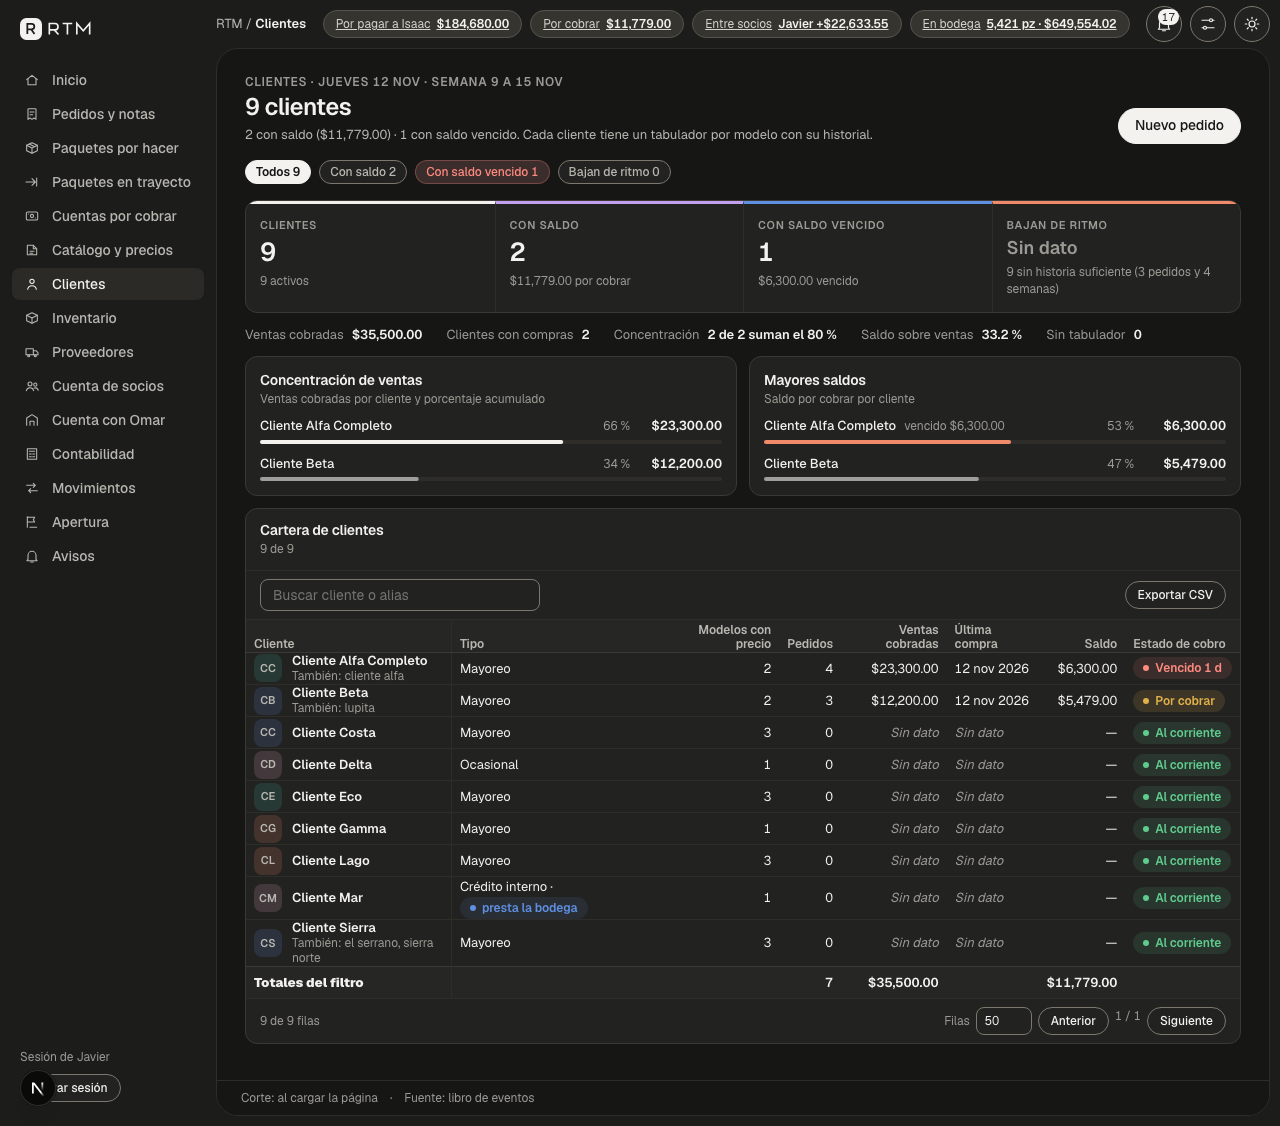 R RTM
RTM / Clientes
Por pagar a Isaac $184,680.00
Por cobrar $11,779.00
Entre socios Javier +$22,633.55
En bodega 5,421 pz · $649,554.02
17
Inicio
Pedidos y notas
Paquetes por hacer
Paquetes en trayecto
Cuentas por cobrar
Catálogo y precios
Clientes
Inventario
Proveedores
Cuenta de socios
Cuenta con Omar
Contabilidad
Movimientos
Apertura
Avisos
Sesión de Javier
N ar sesión
CLIENTES · JUEVES 12 NOV · SEMANA 9 A 15 NOV
9 clientes
2 con saldo ($11,779.00) · 1 con saldo vencido. Cada cliente tiene un tabulador por modelo con su historial.
Nuevo pedido
Todos 9
Con saldo 2
Con saldo vencido 1
Bajan de ritmo 0
CLIENTES
9
9 activos
CON SALDO
2
$11,779.00 por cobrar
CON SALDO VENCIDO
1
$6,300.00 vencido
BAJAN DE RITMO
Sin dato
9 sin historia suficiente (3 pedidos y 4
semanas)
Ventas cobradas $35,500.00
Clientes con compras 2
Concentración 2 de 2 suman el 80 %
Saldo sobre ventas 33.2 %
Sin tabulador 0
Concentración de ventas
Ventas cobradas por cliente y porcentaje acumulado
Cliente Alfa Completo 66 % $23,300.00
Cliente Beta 34 % $12,200.00
Mayores saldos
Saldo por cobrar por cliente
Cliente Alfa Completo vencido $6,300.00 53 % $6,300.00
Cliente Beta 47 % $5,479.00
Cartera de clientes
9 de 9
Buscar cliente o alias
Exportar CSV
Cliente Tipo Modelos con precio Pedidos Ventas cobradas Última compra Saldo Estado de cobro
CC Cliente Alfa Completo Mayoreo 2 4 $23,300.00 12 nov 2026 $6,300.00 Vencido 1 d
También: cliente alfa
CB Cliente Beta Mayoreo 2 3 $12,200.00 12 nov 2026 $5,479.00 Por cobrar
También: lupita
CC Cliente Costa Mayoreo 3 0 Sin dato Sin dato — Al corriente
CD Cliente Delta Ocasional 1 0 Sin dato Sin dato — Al corriente
CE Cliente Eco Mayoreo 3 0 Sin dato Sin dato — Al corriente
CG Cliente Gamma Mayoreo 1 0 Sin dato Sin dato — Al corriente
CL Cliente Lago Mayoreo 3 0 Sin dato Sin dato — Al corriente
CM Cliente Mar Crédito interno · presta la bodega 1 0 Sin dato Sin dato — Al corriente
CS Cliente Sierra Mayoreo 3 0 Sin dato Sin dato — Al corriente
También: el serrano, sierra
norte
Totales del filtro 7 $35,500.00 $11,779.00
9 de 9 filas
Filas 50 Anterior 1 / 1 Siguiente
Corte: al cargar la página · Fuente: libro de eventos